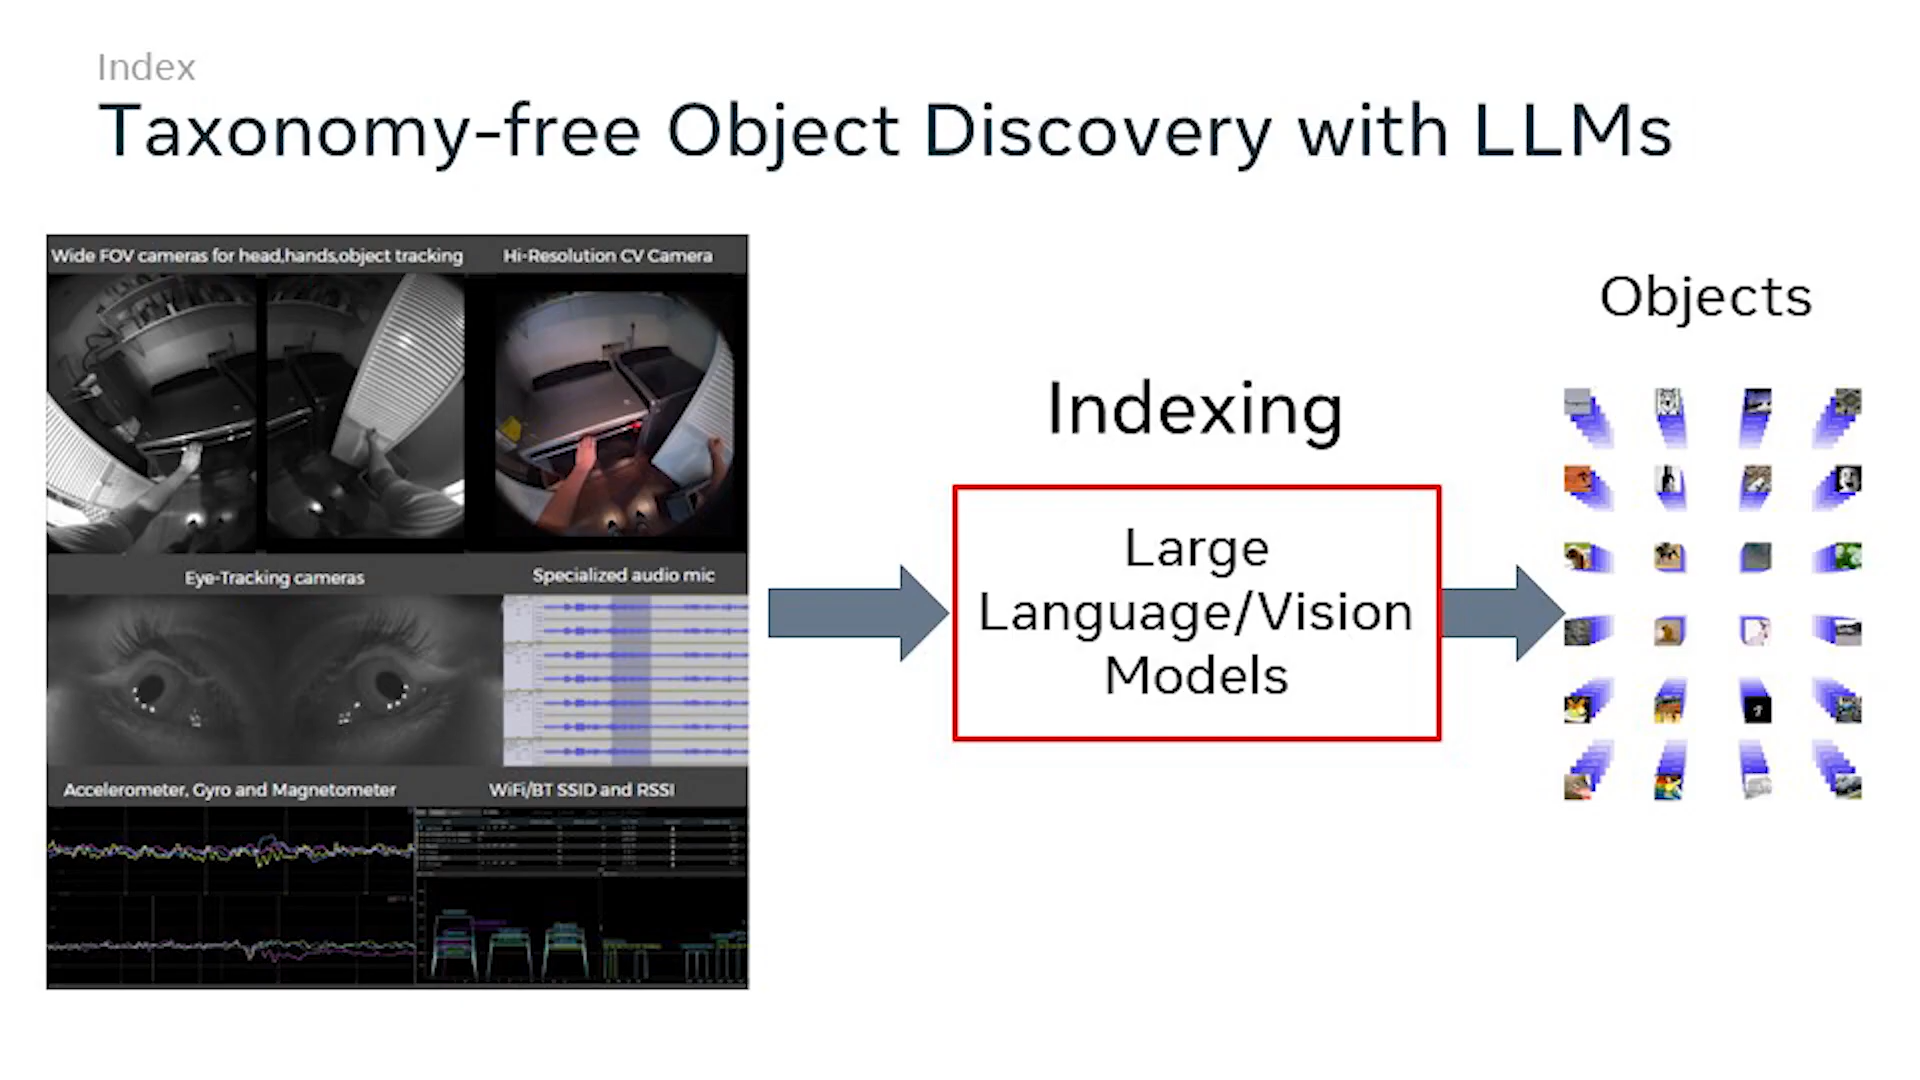 Index
Taxonomy-free Object Discovery with LLMs
Wide FOV cameras for head,hands,object tracking
Hi-Resolution CV Camera
Eye-Tracking cameras
Specialized audio mic
Accelerometer, Gyro and Magnetometer
WiFi/BT SSID and RSSI
Indexing
Large
Language/Vision
Models
Objects